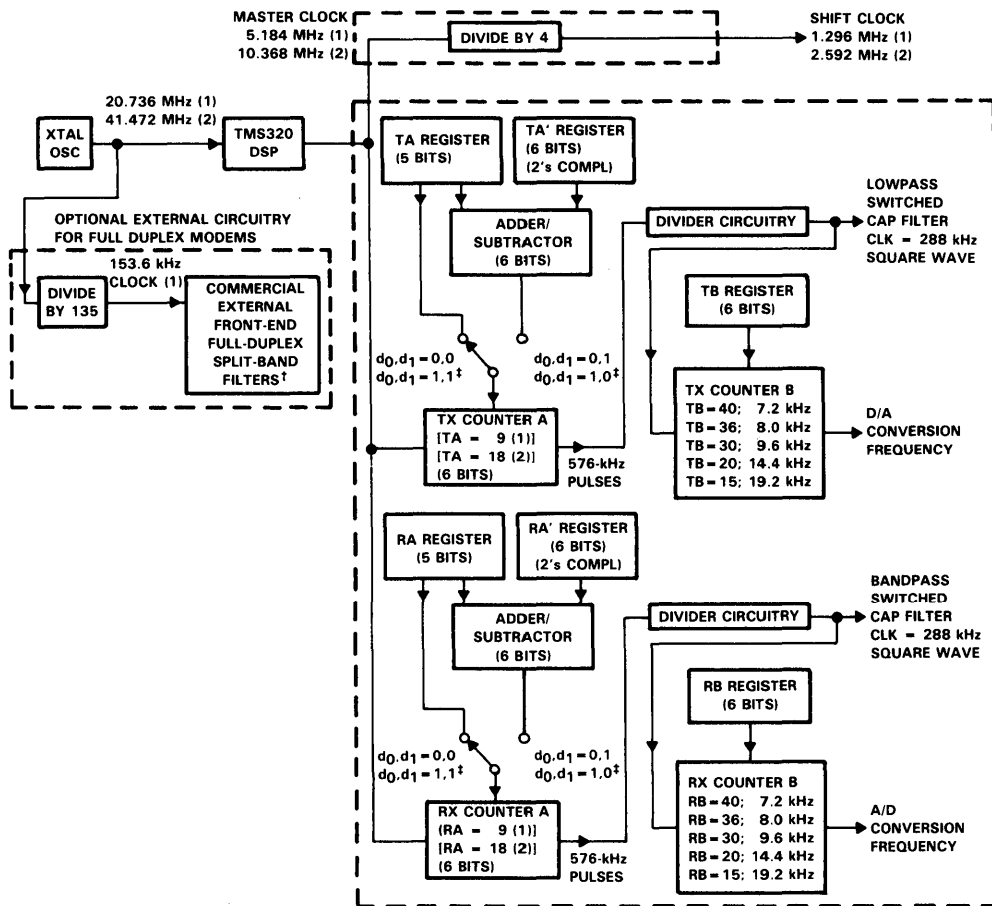 MASTER CLOCK
5.184 MHz (1)
10.368 MHz (2)
DIVIDE BY 4
SHIFT CLOCK
1.296 MHz (1)
2.592 MHz (2)
20.736 MHz (1)
41.472 MHz (2)
XTAL
OSC
TMS320
DSP
OPTIONAL EXTERNAL CIRCUITRY
FOR FULL DUPLEX MODEMS
153.6 kHz
CLOCK (1)
DIVIDE
BY 135
COMMERCIAL
EXTERNAL
FRONT-END
FULL-DUPLEX
SPLIT-BAND
FILTERS†
TA REGISTER
(5 BITS)
TA' REGISTER
(6 BITS)
(2's COMPL)
ADDER/
SUBTRACTOR
(6 BITS)
d0,d1=0,0
d0,d1=1,1‡
d0,d1=0,1
d0,d1=1,0‡
TX COUNTER A
[TA = 9 (1)]
[TA = 18 (2)]
(6 BITS)
576-kHz
PULSES
DIVIDER CIRCUITRY
LOWPASS
SWITCHED
CAP FILTER
CLK = 288 kHz
SQUARE WAVE
TB REGISTER
(6 BITS)
TX COUNTER B
TB=40; 7.2 kHz
TB=36; 8.0 kHz
TB=30; 9.6 kHz
TB=20; 14.4 kHz
TB=15; 19.2 kHz
D/A
CONVERSION
FREQUENCY
RA REGISTER
(5 BITS)
RA' REGISTER
(6 BITS)
(2's COMPL)
ADDER/
SUBTRACTOR
(6 BITS)
d0,d1=0,0
d0,d1=1,1‡
d0,d1=0,1
d0,d1=1,0‡
RX COUNTER A
(RA = 9 (1)]
[RA = 18 (2)]
(6 BITS)
576-kHz
PULSES
DIVIDER CIRCUITRY
BANDPASS
SWITCHED
CAP FILTER
CLK = 288 kHz
SQUARE WAVE
RB REGISTER
(6 BITS)
RX COUNTER B
RB=40; 7.2 kHz
RB=36; 8.0 kHz
RB=30; 9.6 kHz
RB=20; 14.4 kHz
RB=15; 19.2 kHz
A/D
CONVERSION
FREQUENCY